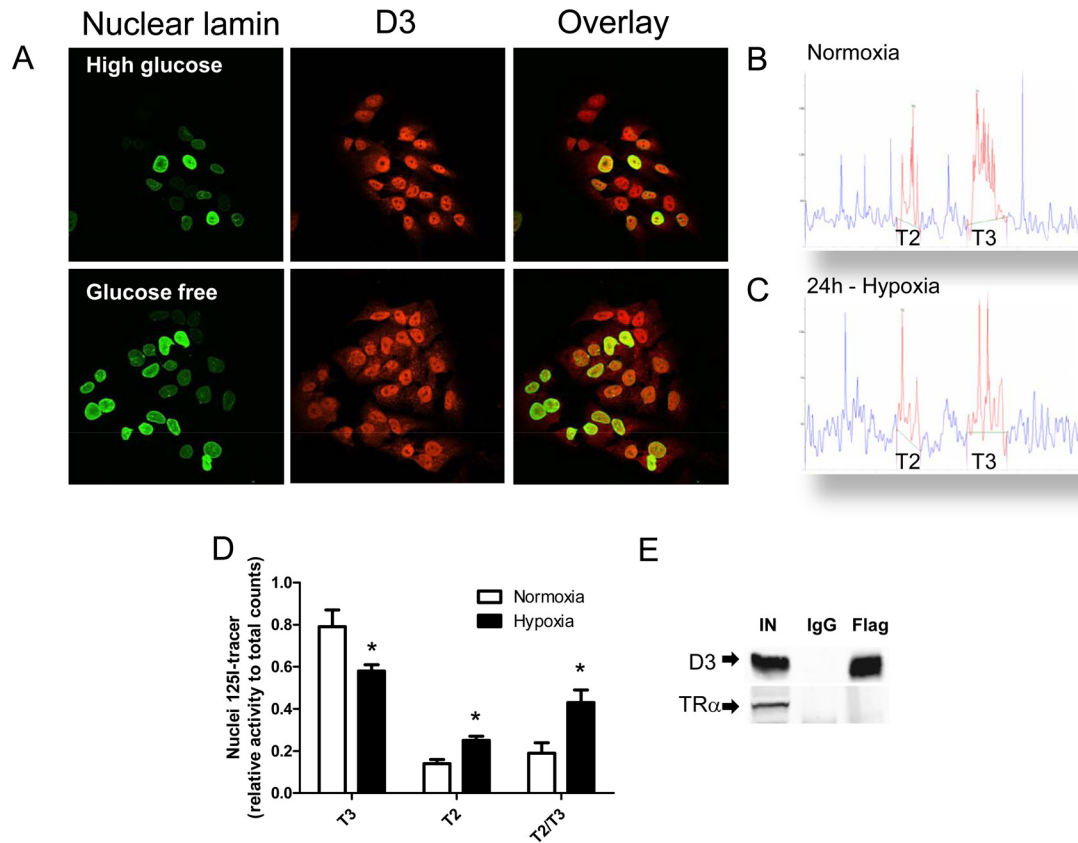 Nuclear lamin
D3
Overlay
A
High glucose
Glucose free
B
Normoxia
T2
T3
C
24h - Hypoxia
T2
T3
D
Nuclei 125I-tracer
(relative activity to total counts)
1.0
0.8
0.6
0.4
0.2
0.0
Normoxia
Hypoxia
*
*
*
T3
T2
T2/T3
E
IN IgG Flag
D3
TRα